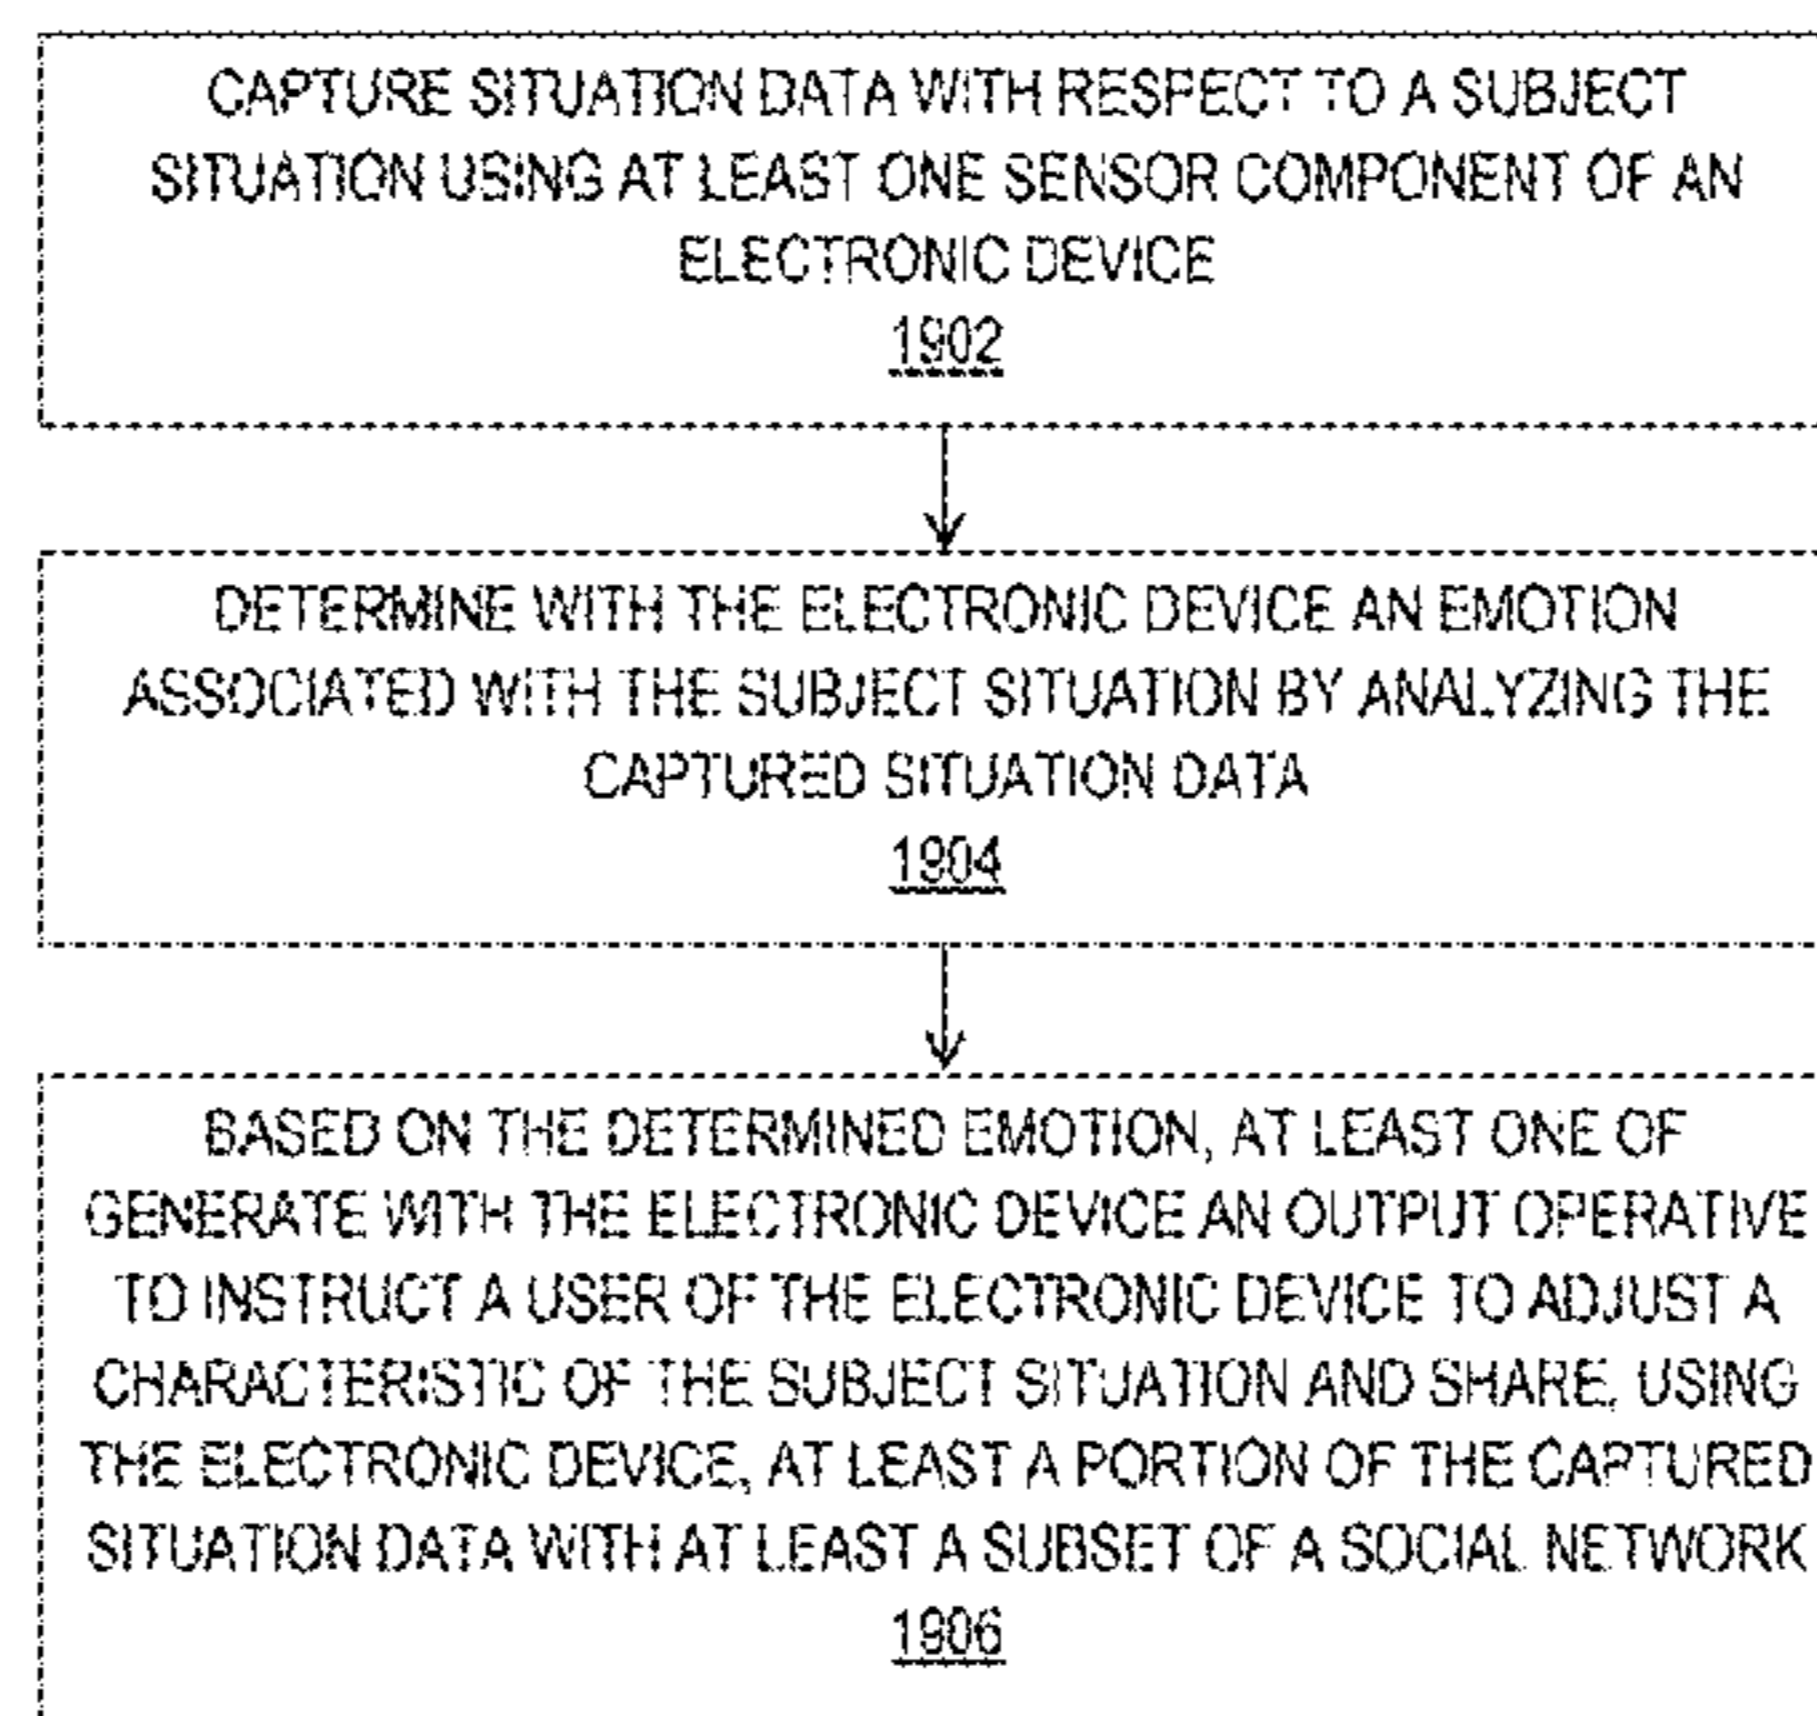 CAPTURE SITUATION DATA WITH RESPECT TO A SUBJECT
SITUATION USING AT LEAST ONE SENSOR COMPONENT OF AN
ELECTRONIC DEVICE
1902
DETERMINE WITH THE ELECTRONIC DEVICE AN EMOTION
ASSOCIATED WITH THE SUBJECT SITUATION BY ANALYZING THE
CAPTURED SITUATION DATA
1904
BASED ON THE DETERMINED EMOTION, AT LEAST ONE OF
GENERATE WITH THE ELECTRONIC DEVICE AN OUTPUT OPERATIVE
TO INSTRUCT A USER OF THE ELECTRONIC DEVICE TO ADJUST A
CHARACTERISTIC OF THE SUBJECT SITUATION AND SHARE, USING
THE ELECTRONIC DEVICE, AT LEAST A PORTION OF THE CAPTURED
SITUATION DATA WITH AT LEAST A SUBSET OF A SOCIAL NETWORK
1906